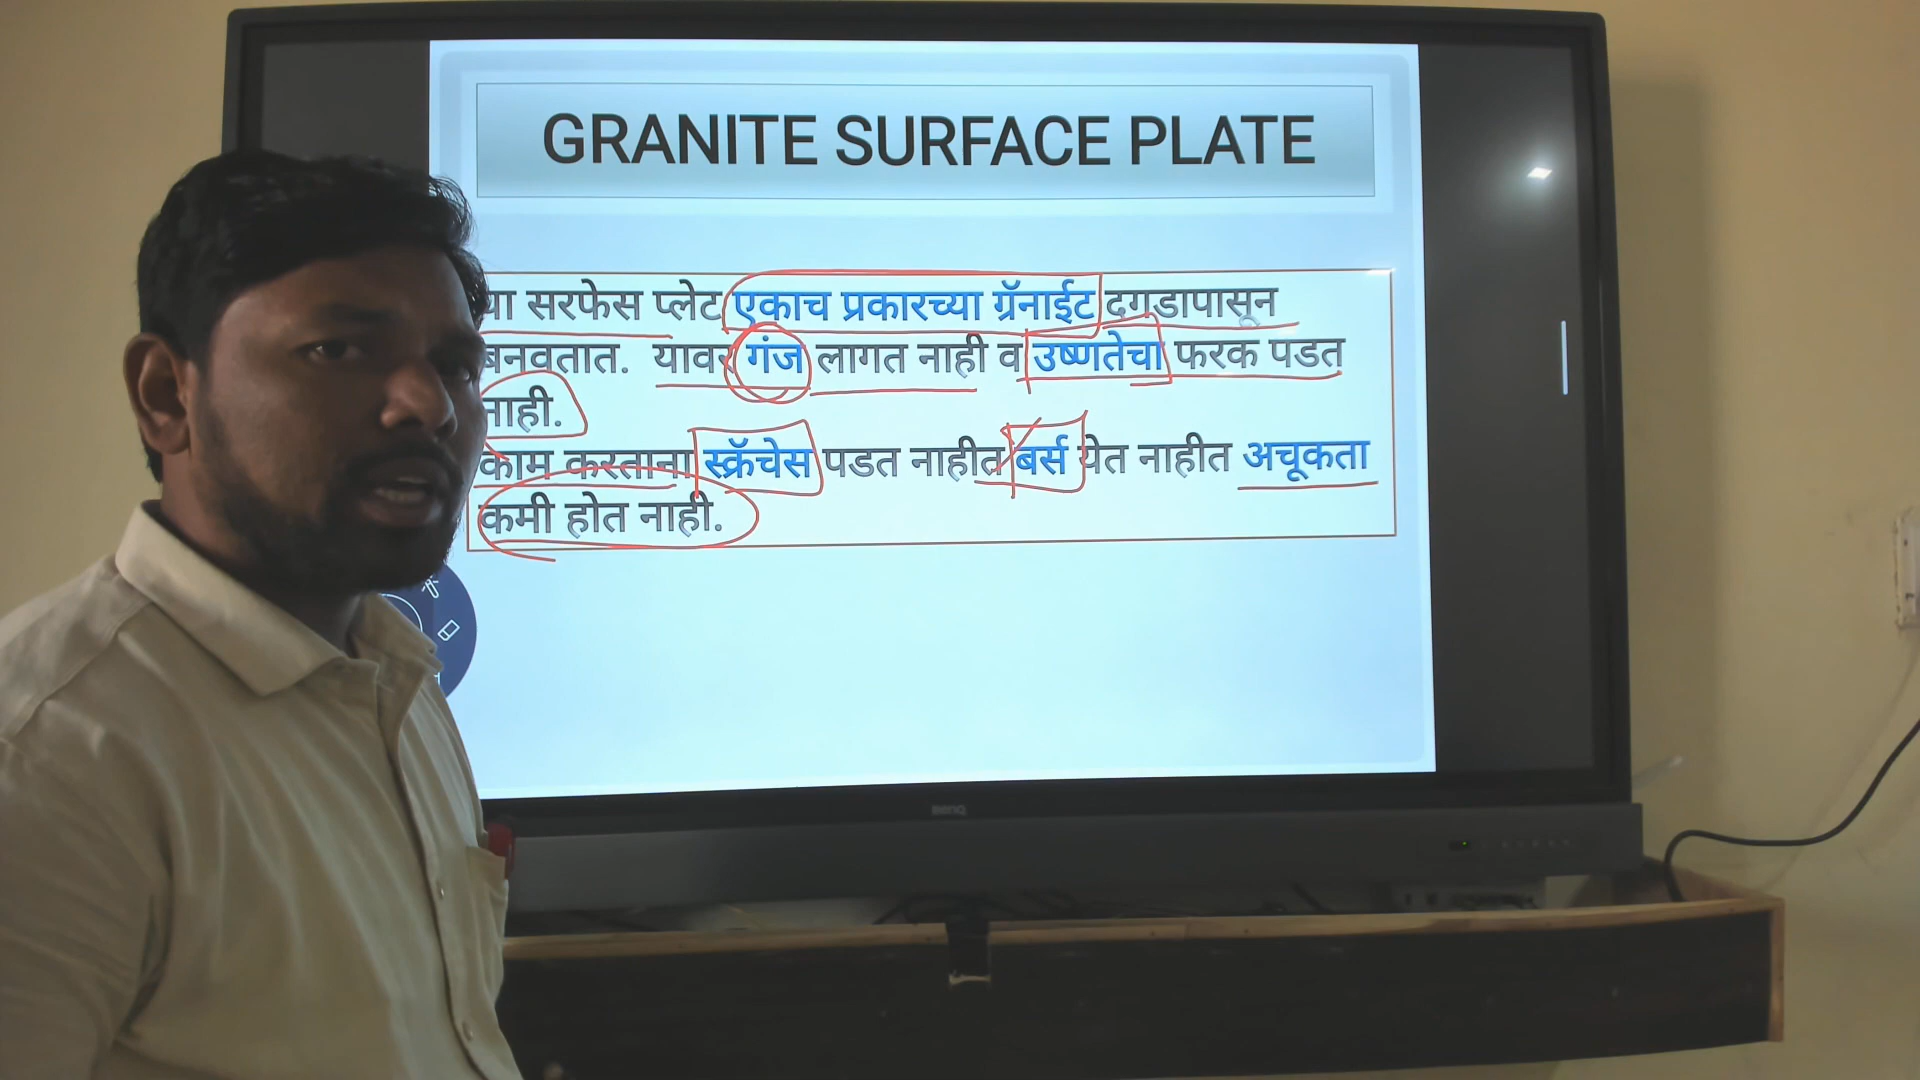 GRANITE SURFACE PLATE
या सरफेस प्लेट एकाच प्रकारच्या ग्रॅनाईट दगडापासून
बनवतात. यावर गंज लागत नाही व उष्णतेचा फरक पडत
नाही.
काम करताना स्क्रॅचेस पडत नाहीत बर्स येत नाहीत अचूकता
कमी होत नाही.
BenQ